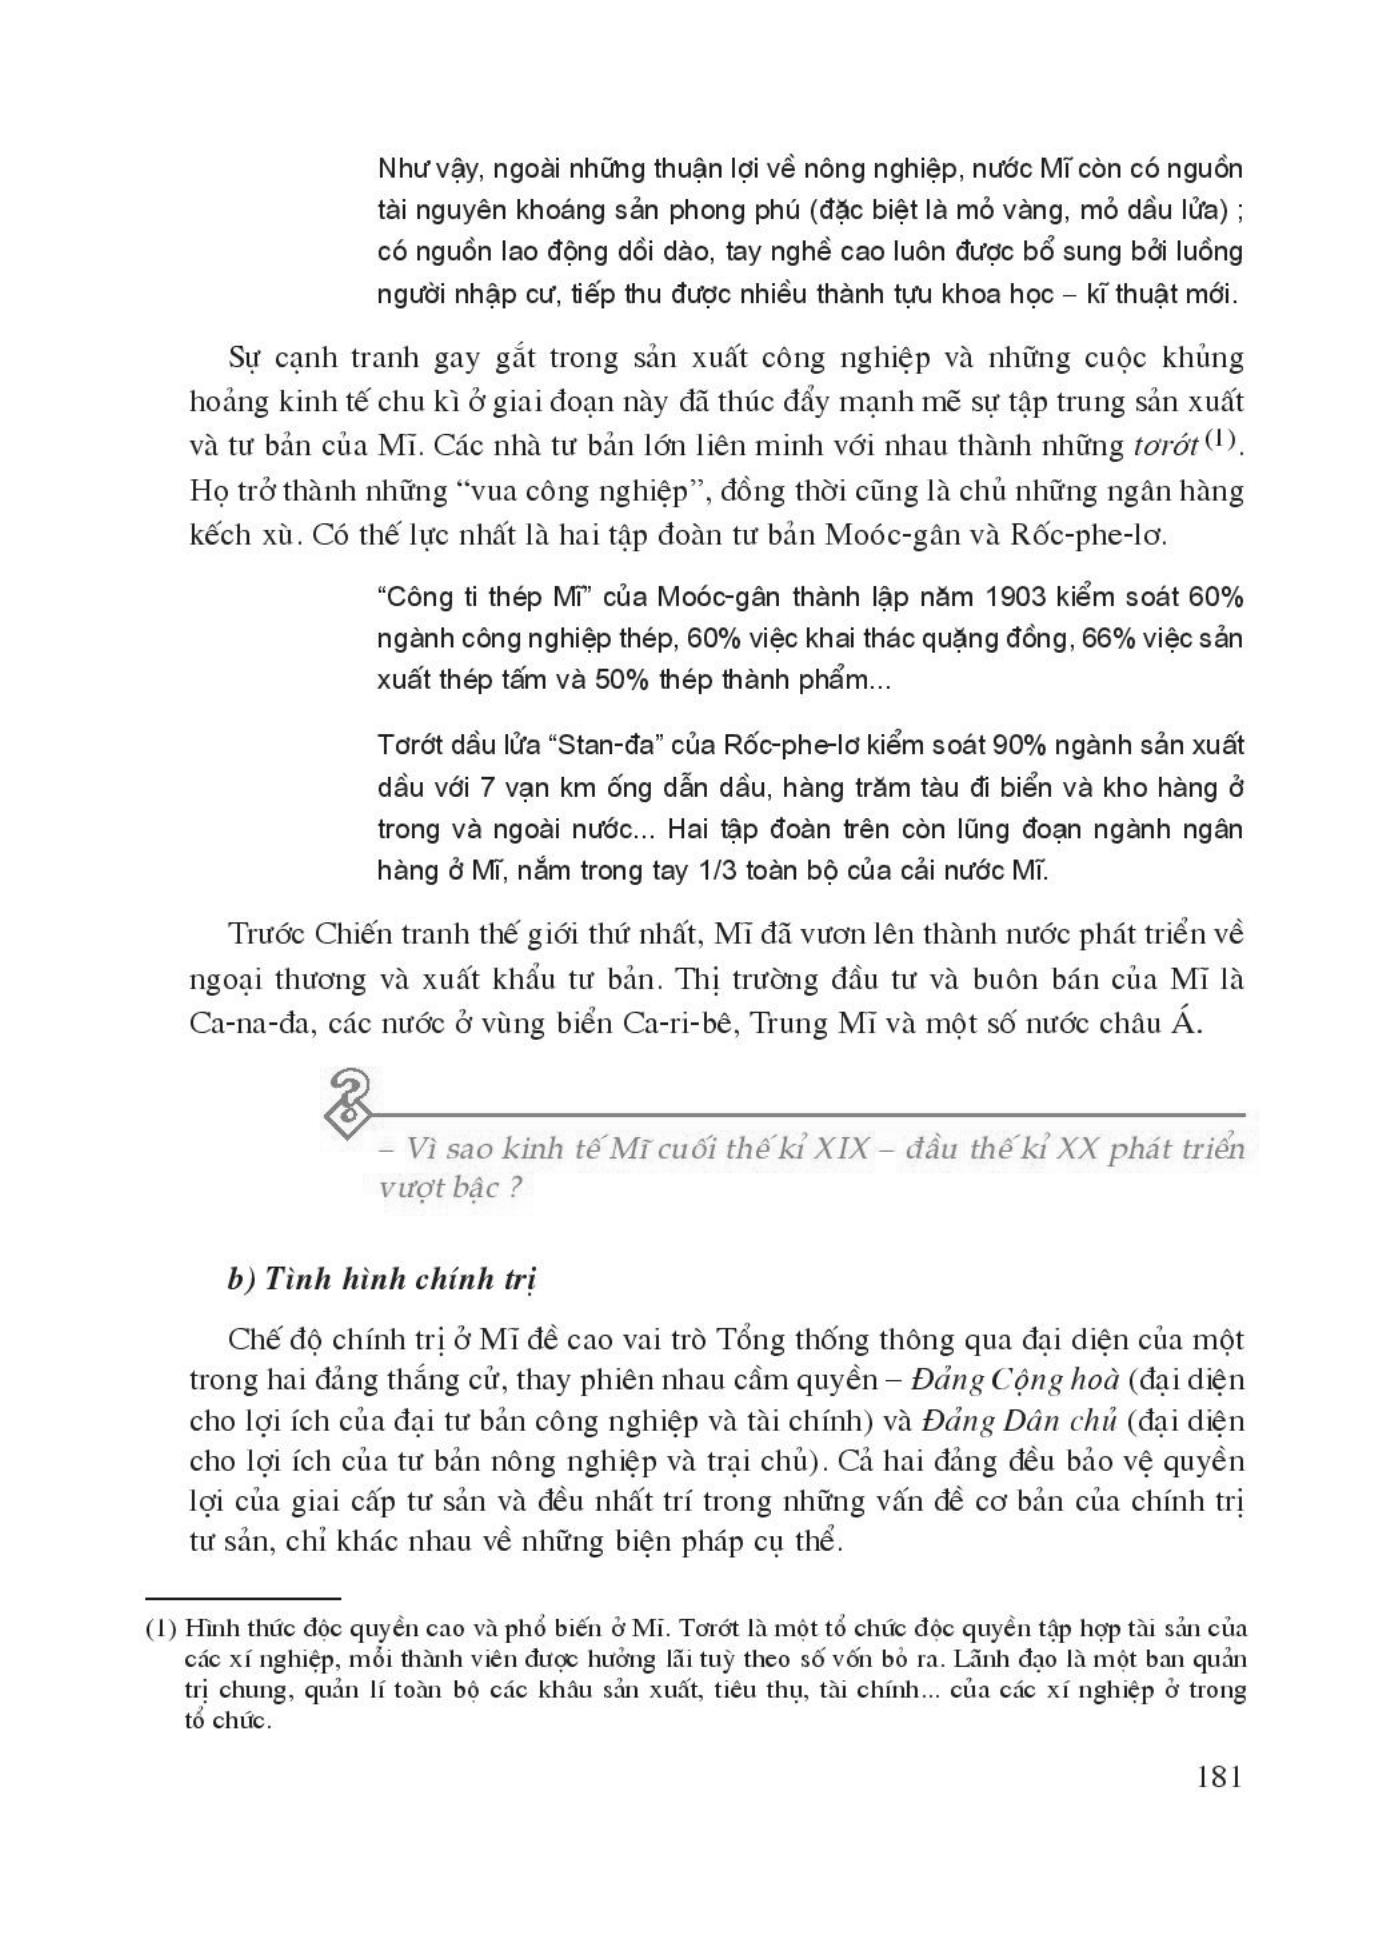 Như vậy, ngoài những thuận lợi về nông nghiệp, nước Mĩ còn có nguồn
tài nguyên khoáng sản phong phú (đặc biệt là mỏ vàng, mỏ dầu lửa) ;
có nguồn lao động dồi dào, tay nghề cao luôn được bổ sung bởi luồng
người nhập cư, tiếp thu được nhiều thành tựu khoa học – kĩ thuật mới.
Sự cạnh tranh gay gắt trong sản xuất công nghiệp và những cuộc khủng
hoảng kinh tế chu kì ở giai đoạn này đã thúc đẩy mạnh mẽ sự tập trung sản xuất
và tư bản của Mĩ. Các nhà tư bản lớn liên minh với nhau thành những tơrớt (1).
Họ trở thành những “vua công nghiệp”, đồng thời cũng là chủ những ngân hàng
kếch xù. Có thế lực nhất là hai tập đoàn tư bản Moóc-gân và Rốc-phe-lơ.
“Công ti thép Mĩ” của Moóc-gân thành lập năm 1903 kiểm soát 60%
ngành công nghiệp thép, 60% việc khai thác quặng đồng, 66% việc sản
xuất thép tấm và 50% thép thành phẩm...
Tơrớt dầu lửa “Stan-đa” của Rốc-phe-lơ kiểm soát 90% ngành sản xuất
dầu với 7 vạn km ống dẫn dầu, hàng trăm tàu đi biển và kho hàng ở
trong và ngoài nước... Hai tập đoàn trên còn lũng đoạn ngành ngân
hàng ở Mĩ, nắm trong tay 1/3 toàn bộ của cải nước Mĩ.
Trước Chiến tranh thế giới thứ nhất, Mĩ đã vươn lên thành nước phát triển về
ngoại thương và xuất khẩu tư bản. Thị trường đầu tư và buôn bán của Mĩ là
Ca-na-đa, các nước ở vùng biển Ca-ri-bê, Trung Mĩ và một số nước châu Á.
– Vì sao kinh tế Mĩ cuối thế kỉ XIX – đầu thế kỉ XX phát triển
vượt bậc ?
b) Tình hình chính trị
Chế độ chính trị ở Mĩ đề cao vai trò Tổng thống thông qua đại diện của một
trong hai đảng thắng cử, thay phiên nhau cầm quyền – Đảng Cộng hoà (đại diện
cho lợi ích của đại tư bản công nghiệp và tài chính) và Đảng Dân chủ (đại diện
cho lợi ích của tư bản nông nghiệp và trại chủ). Cả hai đảng đều bảo vệ quyền
lợi của giai cấp tư sản và đều nhất trí trong những vấn đề cơ bản của chính trị
tư sản, chỉ khác nhau về những biện pháp cụ thể.
(1) Hình thức độc quyền cao và phổ biến ở Mĩ. Tơrớt là một tổ chức độc quyền tập hợp tài sản của
các xí nghiệp, mỗi thành viên được hưởng lãi tuỳ theo số vốn bỏ ra. Lãnh đạo là một ban quản
trị chung, quản lí toàn bộ các khâu sản xuất, tiêu thụ, tài chính... của các xí nghiệp ở trong
tổ chức.
181